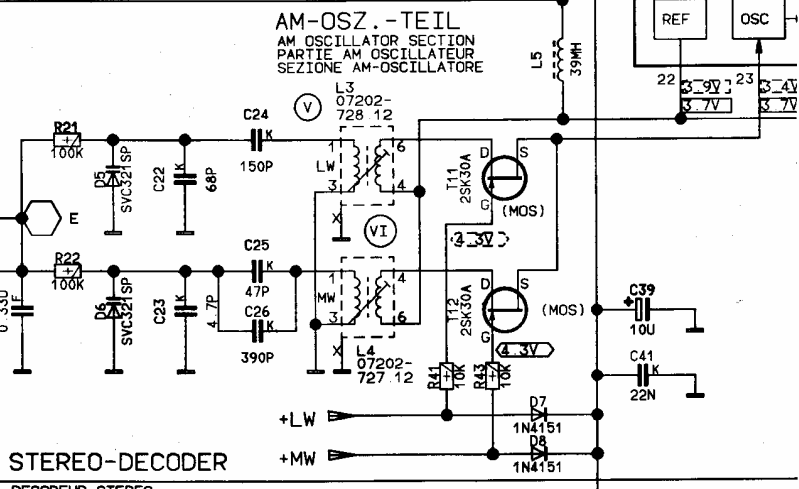 AM-OSZ.-TEIL
AM OSCILLATOR SECTION
PARTIE AM OSCILLATEUR
SEZIONE AM-OSCILLATORE
REF
OSC
L5
39MH
22
23
3.9V
3.4V
3.7V
3.7V
V
L3
07202-
728.12
R21
100K
C24
K
150P
D5
SVC321SP
C22
K
68P
1
6
LW
3
4
X
T11
2SK30A
D
S
G
(MOS)
E
VI
4.3V
R22
100K
C25
K
47P
4.7P
C26
K
390P
D6
SVC321SP
C23
K
0.33U
F
1
4
MW
3
6
X
L4
07202-
727.12
T12
2SK30A
D
S
G
(MOS)
4.3V
C39
+
10U
C41
K
22N
R41
10K
R43
10K
+LW
D7
1N4151
+MW
D8
1N4151
STEREO-DECODER
DECODEUR STEREO